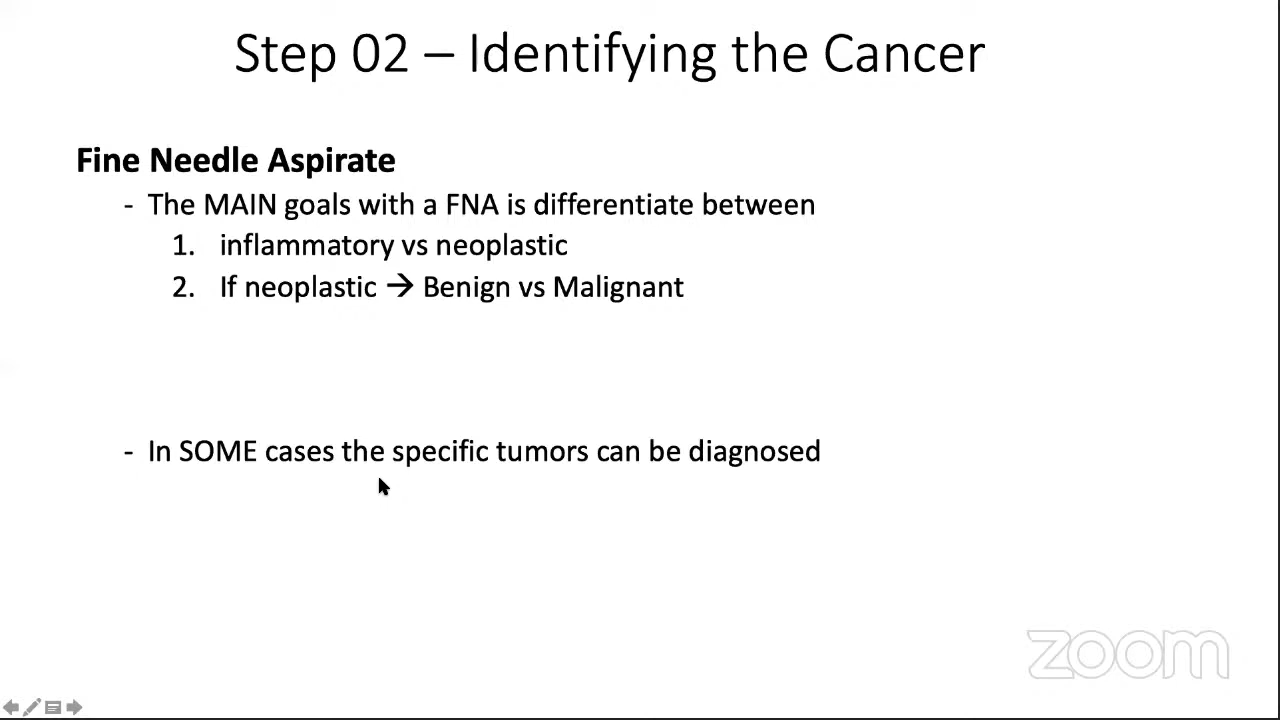 Step 02 – Identifying the Cancer
Fine Needle Aspirate
- The MAIN goals with a FNA is differentiate between
1. inflammatory vs neoplastic
2. If neoplastic → Benign vs Malignant
- In SOME cases the specific tumors can be diagnosed
zoom